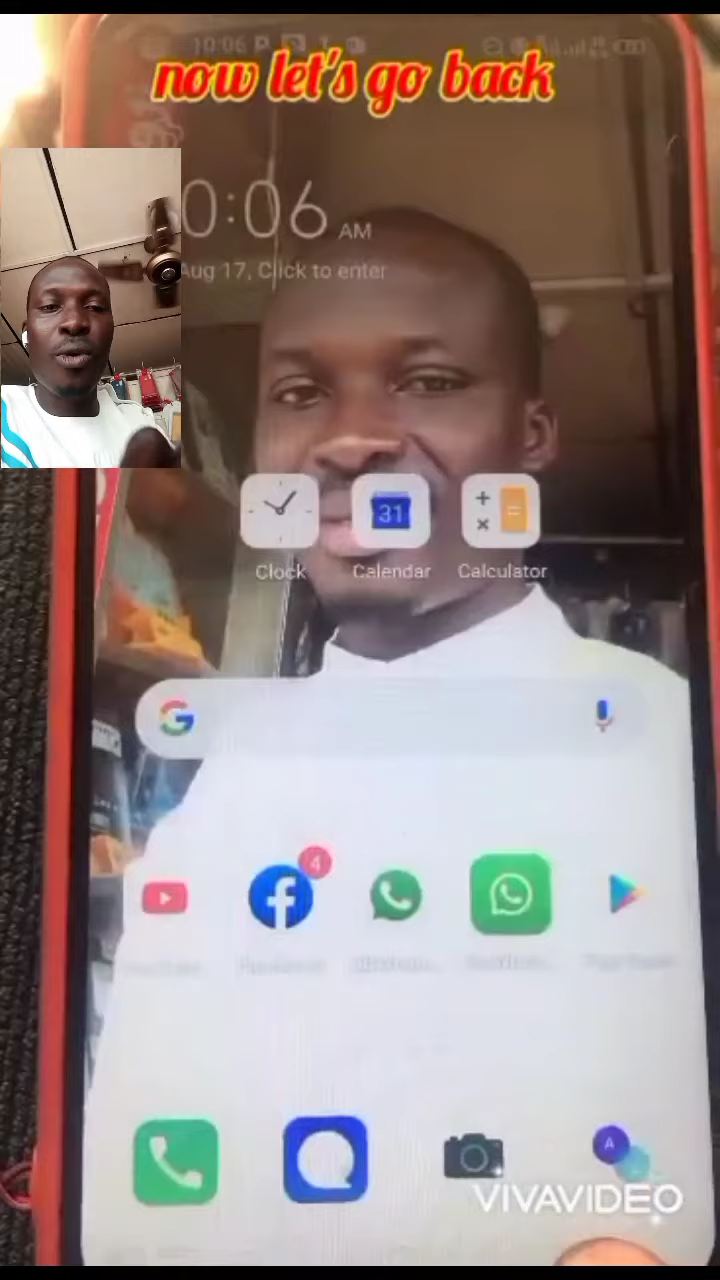 10:06
now let's go back
0:06 AM
Aug 17, Click to enter
31
Clock
Calendar
Calculator
G
4
A
VIVAVIDEO